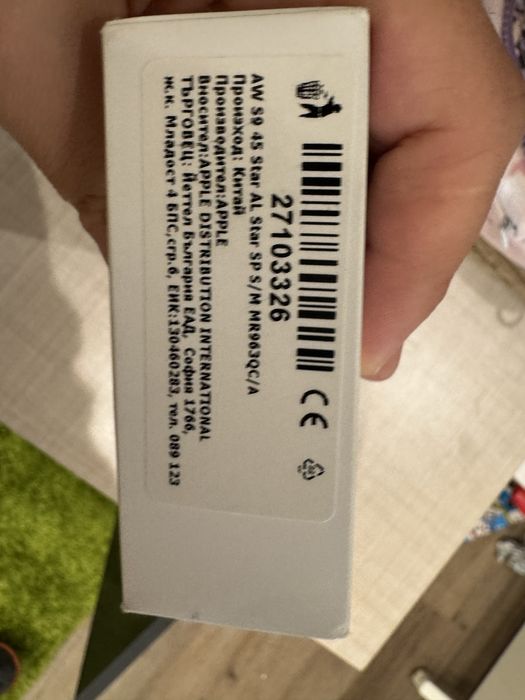 27103326
AW S9 45 Star AL Star SP S/M MR963QC/A
Произход: Китай
Производител:APPLE
Вносител:APPLE DISTRIBUTION INTERNATIONAL
ТЪРГОВЕЦ: Йеттел България ЕАД, София 1766,
ж.к. Младост 4 БПС,сгр.6, ЕИК:130460283, тел. 089 123
CE